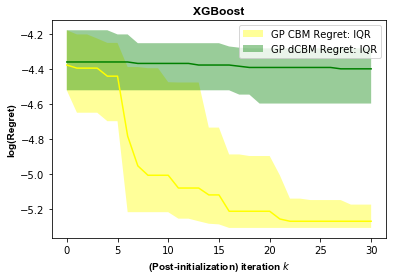 XGBoost
GP CBM Regret: IQR
GP dCBM Regret: IQR
log(Regret)
−4.2
−4.4
−4.6
−4.8
−5.0
−5.2
0 5 10 15 20 25 30
(Post-initialization) iteration k